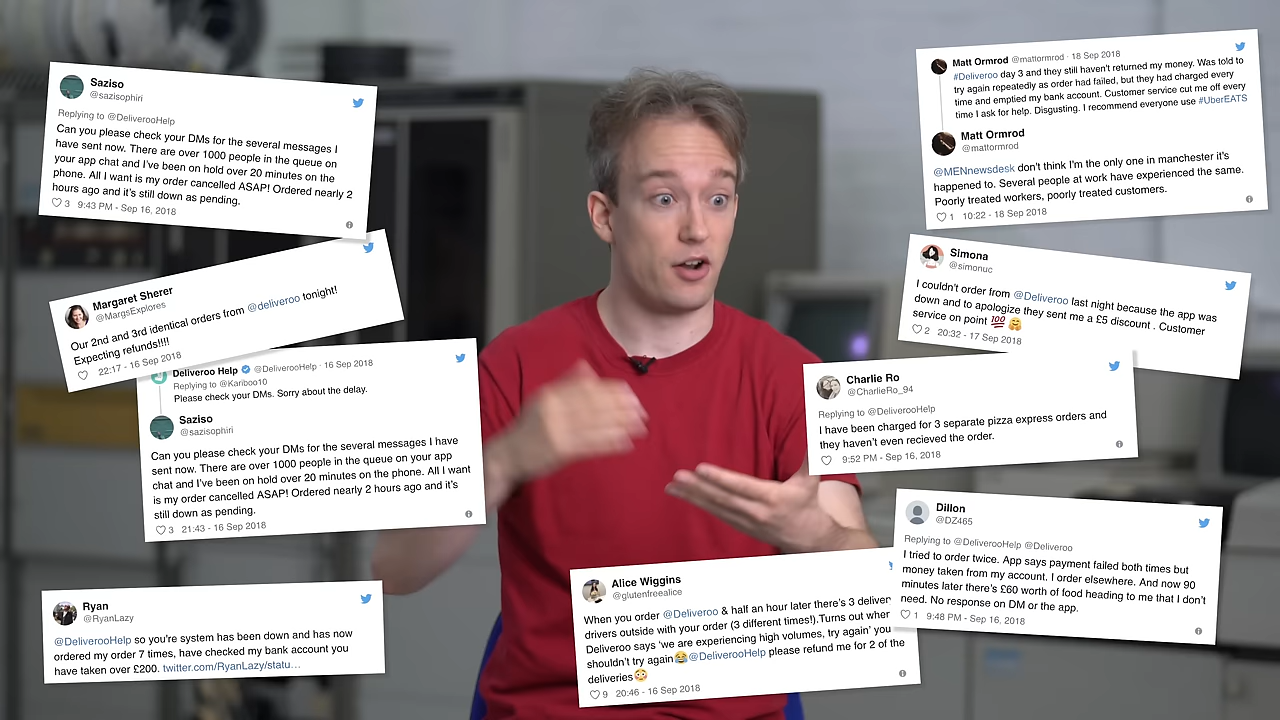 Saziso
@sazisophiri
Replying to @DeliverooHelp
Can you please check your DMs for the several messages I
have sent now. There are over 1000 people in the queue on
your app chat and I've been on hold over 20 minutes on the
phone. All I want is my order cancelled ASAP! Ordered nearly 2
hours ago and it's still down as pending.
3 9:43 PM - Sep 16, 2018
Margaret Sherer
@MargsExplores
Our 2nd and 3rd identical orders from @deliveroo tonight!
Expecting refunds!!!!
22:17 - 16 Sep 2018
Deliveroo Help @DeliverooHelp · 16 Sep 2018
Replying to @Kariboo10
Please check your DMs. Sorry about the delay.
Saziso
@sazisophiri
Can you please check your DMs for the several messages I have
sent now. There are over 1000 people in the queue on your app
chat and I've been on hold over 20 minutes on the phone. All I want
is my order cancelled ASAP! Ordered nearly 2 hours ago and it's
still down as pending.
3 21:43 - 16 Sep 2018
Ryan
@RyanLazy
@DeliverooHelp so you're system has been down and has now
ordered my order 7 times, have checked my bank account you
have taken over £200. twitter.com/RyanLazy/statu…
Alice Wiggins
@glutenfreealice
When you order @Deliveroo & half an hour later there's 3 delivery
drivers outside with your order (3 different times!).Turns out when
Deliveroo says 'we are experiencing high volumes, try again' you
shouldn't try again😂@DeliverooHelp please refund me for 2 of the
deliveries😳
9 20:46 - 16 Sep 2018
Matt Ormrod @mattormrod · 18 Sep 2018
#Deliveroo day 3 and they still haven't returned my money. Was told to
try again repeatedly as order had failed, but they had charged every
time and emptied my bank account. Customer service cut me off every
time I ask for help. Disgusting. I recommend everyone use #UberEATS
Matt Ormrod
@mattormrod
@MENnewsdesk don't think I'm the only one in manchester it's
happened to. Several people at work have experienced the same.
Poorly treated workers, poorly treated customers.
1 10:22 - 18 Sep 2018
Simona
@simonuc
I couldn't order from @Deliveroo last night because the app was
down and to apologize they sent me a £5 discount . Customer
service on point 💯🤗
2 20:32 - 17 Sep 2018
Charlie Ro
@CharlieRo_94
Replying to @DeliverooHelp
I have been charged for 3 separate pizza express orders and
they haven't even recieved the order.
9:52 PM - Sep 16, 2018
Dillon
@DZ465
Replying to @DeliverooHelp @Deliveroo
I tried to order twice. App says payment failed both times but
money taken from my account. I order elsewhere. And now 90
minutes later there's £60 worth of food heading to me that I don't
need. No response on DM or the app.
1 9:48 PM - Sep 16, 2018